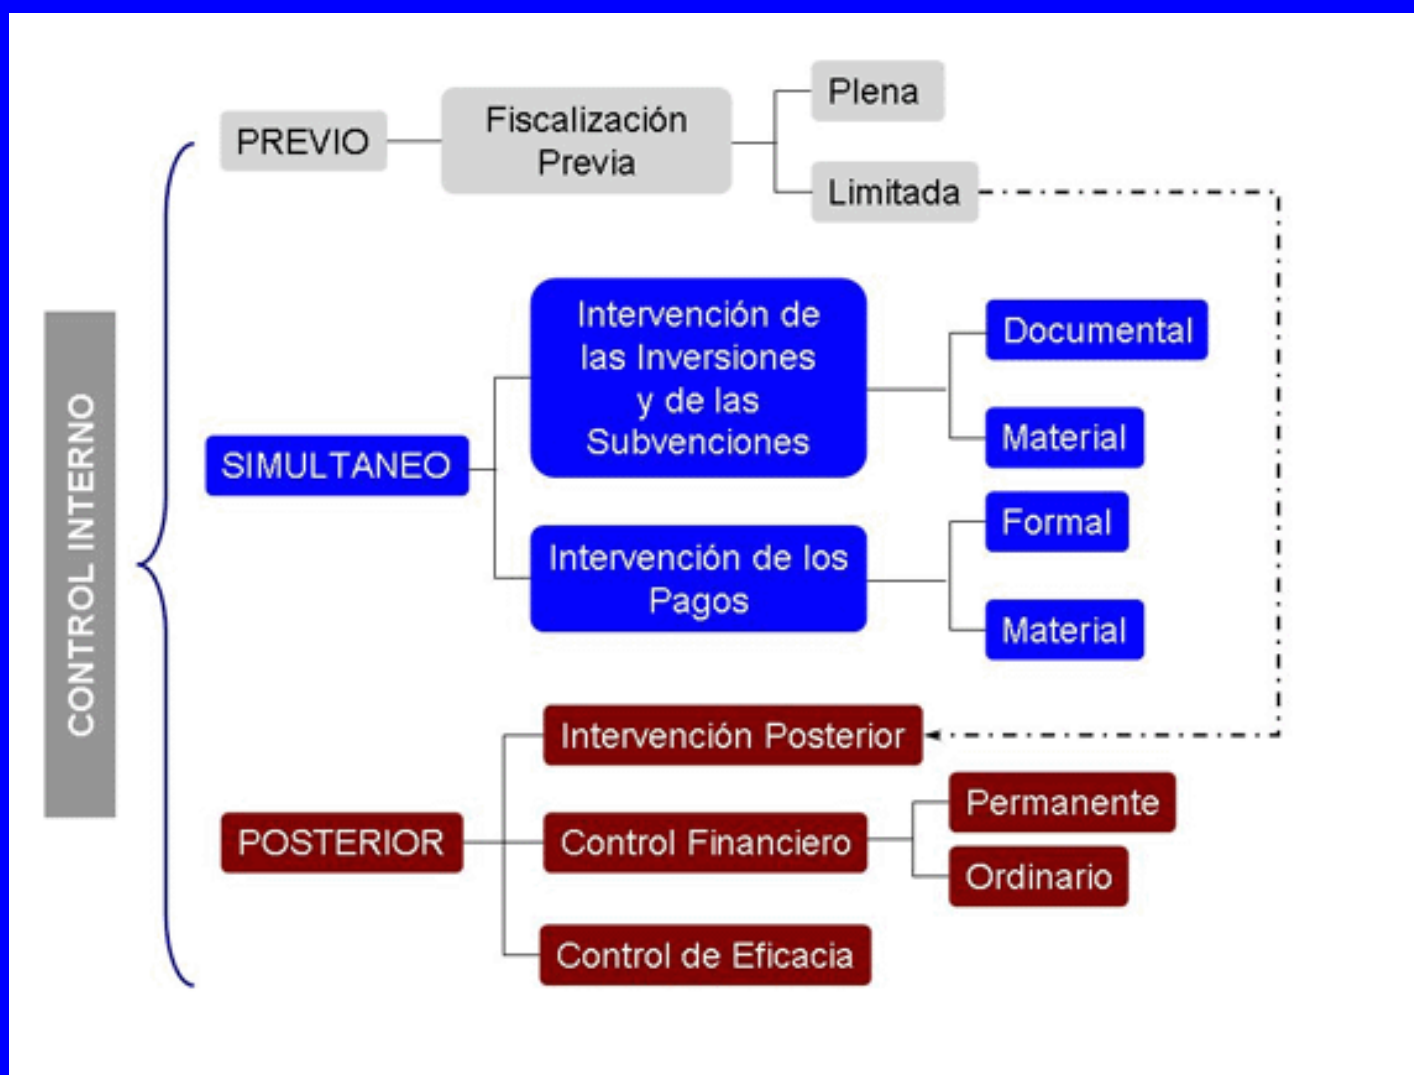 CONTROL INTERNO
PREVIO
Fiscalización
Previa
Plena
Limitada
SIMULTANEO
Intervención de
las Inversiones
y de las
Subvenciones
Documental
Material
Intervención de los
Pagos
Formal
Material
POSTERIOR
Intervención Posterior
Control Financiero
Permanente
Ordinario
Control de Eficacia